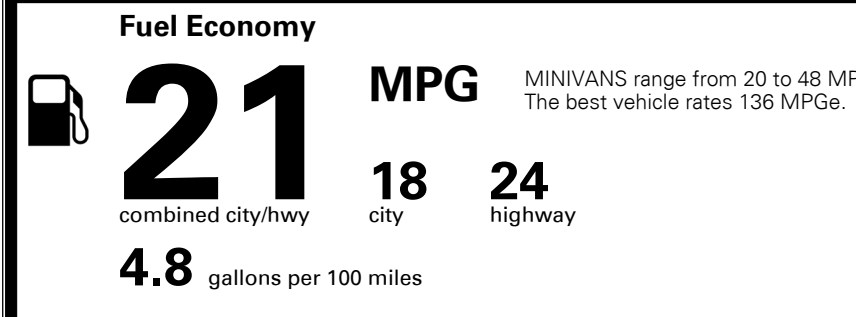 Fuel Economy
21 MPG
MINIVANS range from 20 to 48 MP
The best vehicle rates 136 MPGe.
18 24
combined city/hwy city highway
4.8 gallons per 100 miles